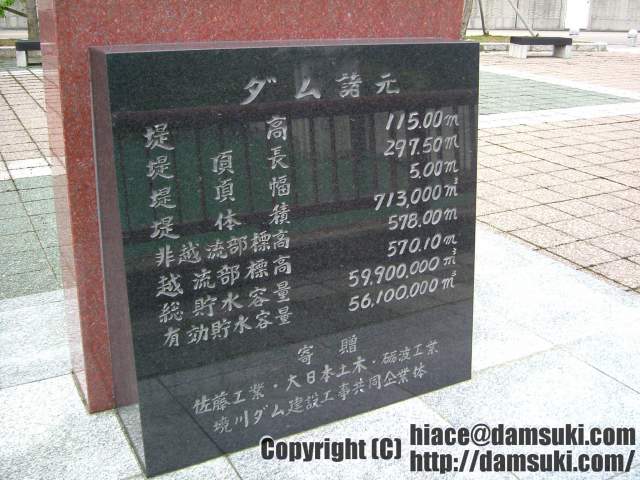 ダム諸元
堤高 115.00m
堤頂長 297.50m
堤頂幅 5.00m
堤体積 713,000m³
非越流部標高 578.00m
越流部標高 570.10m
総貯水容量 59,900,000m³
有効貯水容量 56,100,000m³
寄贈
佐藤工業・大日本土木・砺波工業
境川ダム建設工事共同企業体
Copyright (C) hiace@damsuki.com
http://damsuki.com/